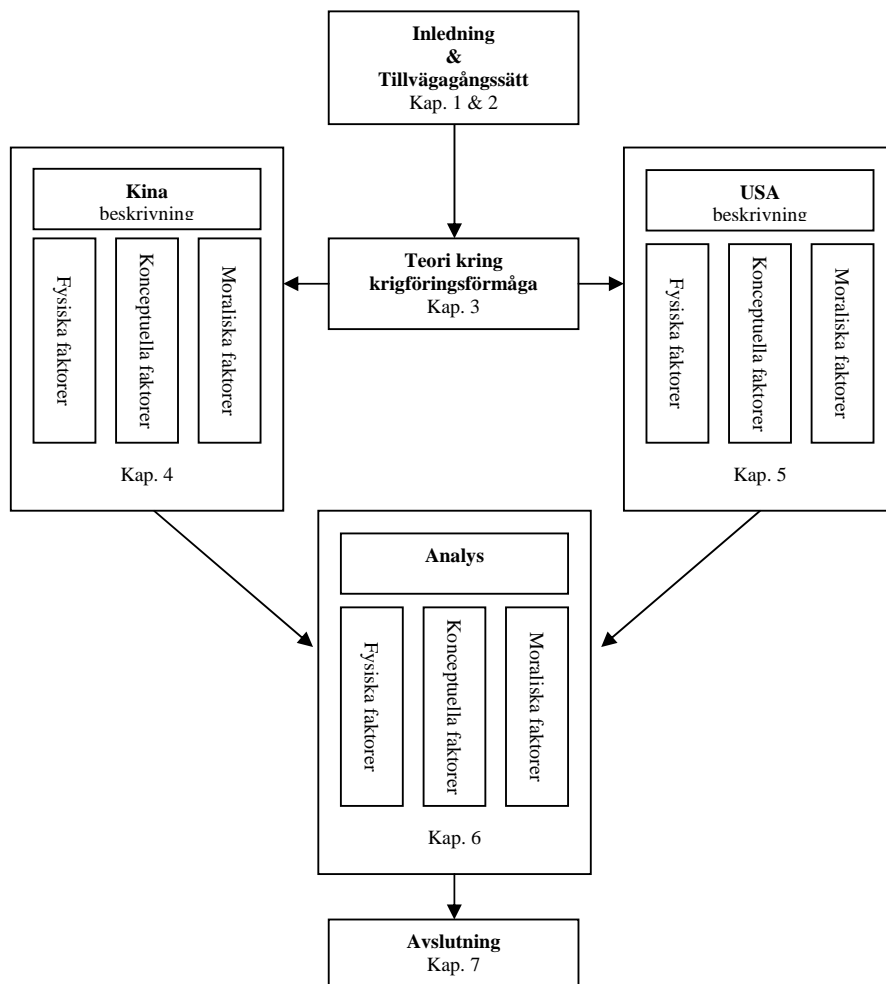 Inledning
&
Tillvägagångssätt
Kap. 1 & 2
Kina
beskrivning
Fysiska faktorer
Konceptuella faktorer
Moraliska faktorer
Kap. 4
Teori kring
krigföringsförmåga
Kap. 3
USA
beskrivning
Fysiska faktorer
Konceptuella faktorer
Moraliska faktorer
Kap. 5
Analys
Fysiska faktorer
Konceptuella faktorer
Moraliska faktorer
Kap. 6
Avslutning
Kap. 7